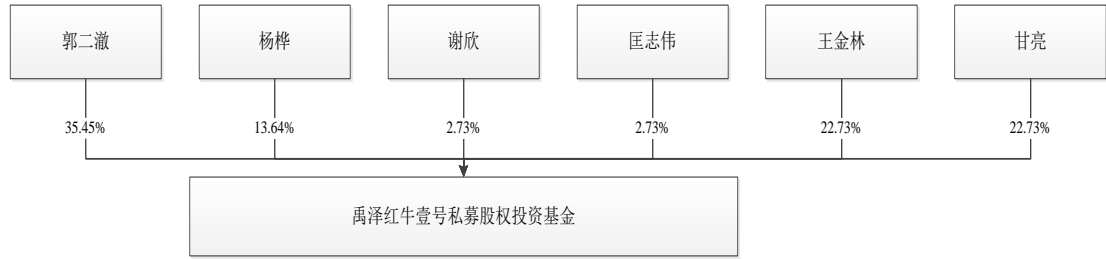 郭二澈
杨桦
谢欣
匡志伟
王金林
甘亮
35.45%
13.64%
2.73%
2.73%
22.73%
22.73%
禹泽红牛壹号私募股权投资基金